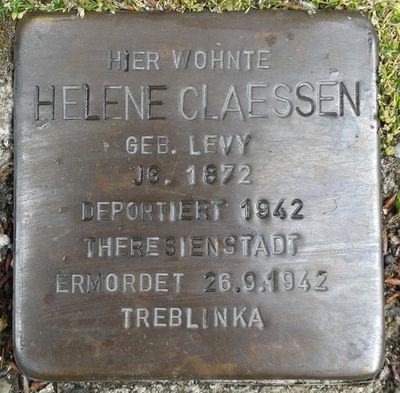 HIER WOHNTE
HELENE CLAESSEN
GEB. LEVY
JG. 1872
DEPORTIERT 1942
THERESIENSTADT
ERMORDET 26.9.1942
TREBLINKA